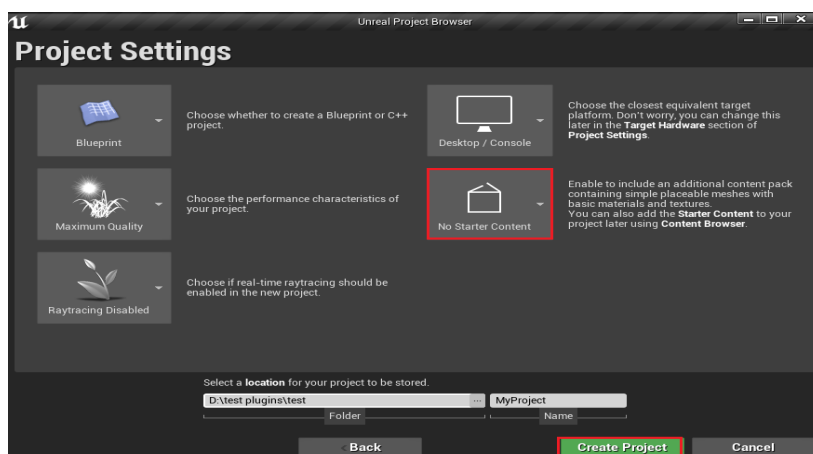 Unreal Project Browser
Project Settings
Blueprint
Choose whether to create a Blueprint or C++
project.
Desktop / Console
Choose the closest equivalent target
platform. Don't worry, you can change this
later in the Target Hardware section of
Project Settings.
Maximum Quality
Choose the performance characteristics of
your project.
No Starter Content
Enable to include an additional content pack
containing simple placeable meshes with
basic materials and textures.
You can also add the Starter Content to your
project later using Content Browser.
Raytracing Disabled
Choose if real-time raytracing should be
enabled in the new project.
Select a location for your project to be stored.
D:\test plugins\test
...
MyProject
Folder
Name
Back
Create Project
Cancel